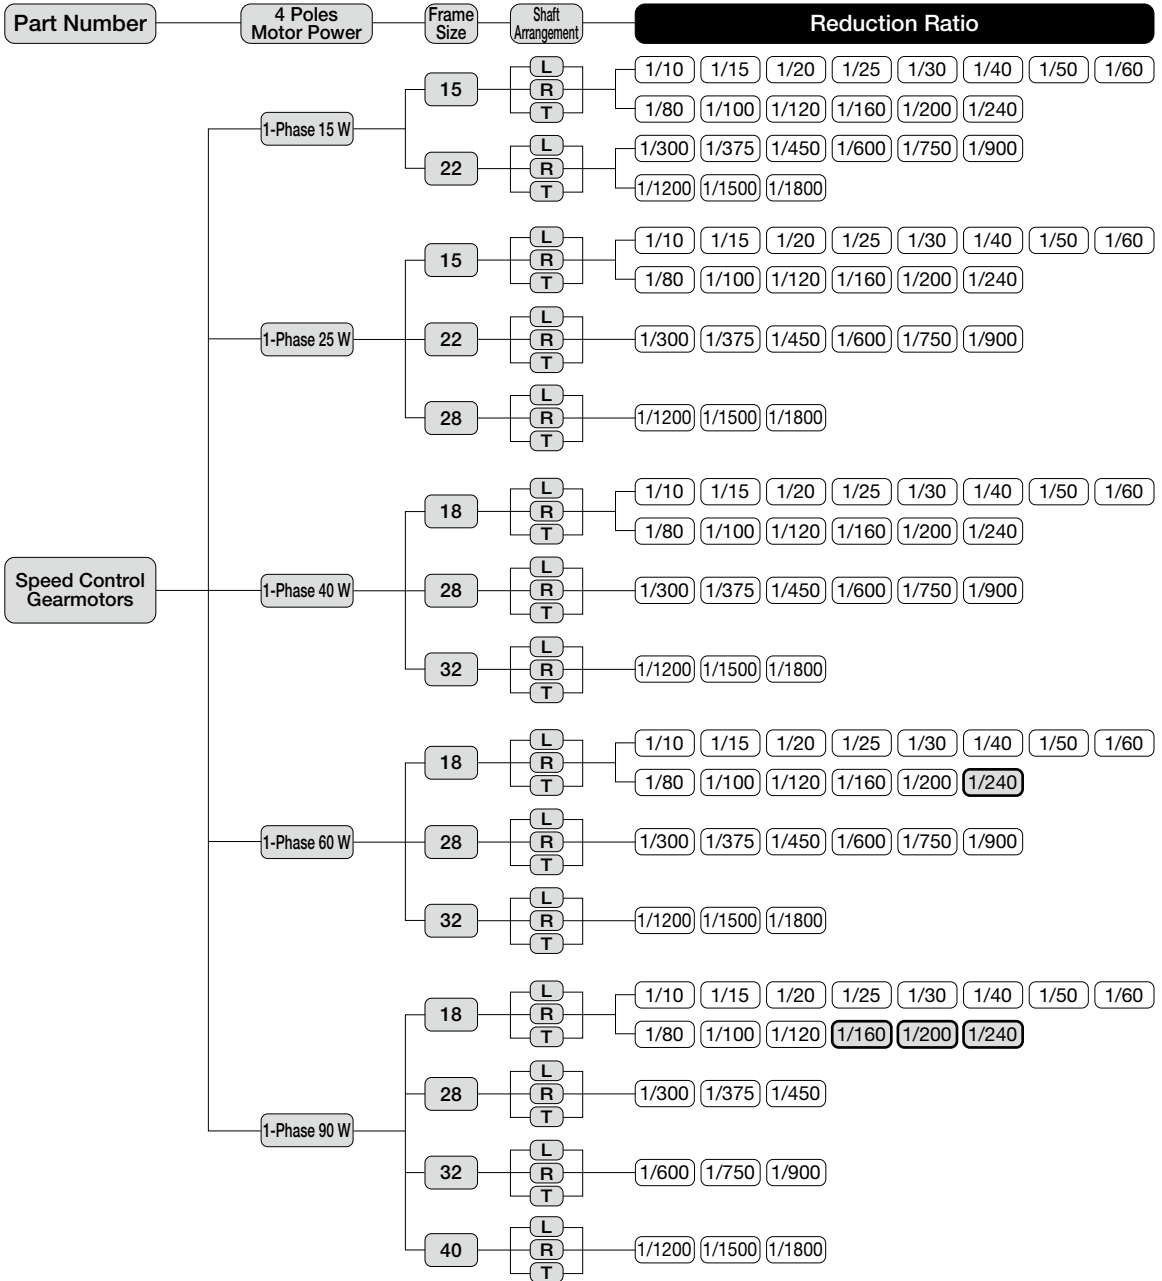 Part Number
4 Poles
Motor Power
Frame
Size
Shaft
Arrangement
Reduction Ratio
Speed Control
Gearmotors
1-Phase 15 W
15
L
R
T
1/10 1/15 1/20 1/25 1/30 1/40 1/50 1/60
1/80 1/100 1/120 1/160 1/200 1/240
22
L
R
T
1/300 1/375 1/450 1/600 1/750 1/900
1/1200 1/1500 1/1800
1-Phase 25 W
15
L
R
T
1/10 1/15 1/20 1/25 1/30 1/40 1/50 1/60
1/80 1/100 1/120 1/160 1/200 1/240
22
L
R
T
1/300 1/375 1/450 1/600 1/750 1/900
28
L
R
T
1/1200 1/1500 1/1800
1-Phase 40 W
18
L
R
T
1/10 1/15 1/20 1/25 1/30 1/40 1/50 1/60
1/80 1/100 1/120 1/160 1/200 1/240
28
L
R
T
1/300 1/375 1/450 1/600 1/750 1/900
32
L
R
T
1/1200 1/1500 1/1800
1-Phase 60 W
18
L
R
T
1/10 1/15 1/20 1/25 1/30 1/40 1/50 1/60
1/80 1/100 1/120 1/160 1/200 1/240
28
L
R
T
1/300 1/375 1/450 1/600 1/750 1/900
32
L
R
T
1/1200 1/1500 1/1800
1-Phase 90 W
18
L
R
T
1/10 1/15 1/20 1/25 1/30 1/40 1/50 1/60
1/80 1/100 1/120 1/160 1/200 1/240
28
L
R
T
1/300 1/375 1/450
32
L
R
T
1/600 1/750 1/900
40
L
R
T
1/1200 1/1500 1/1800